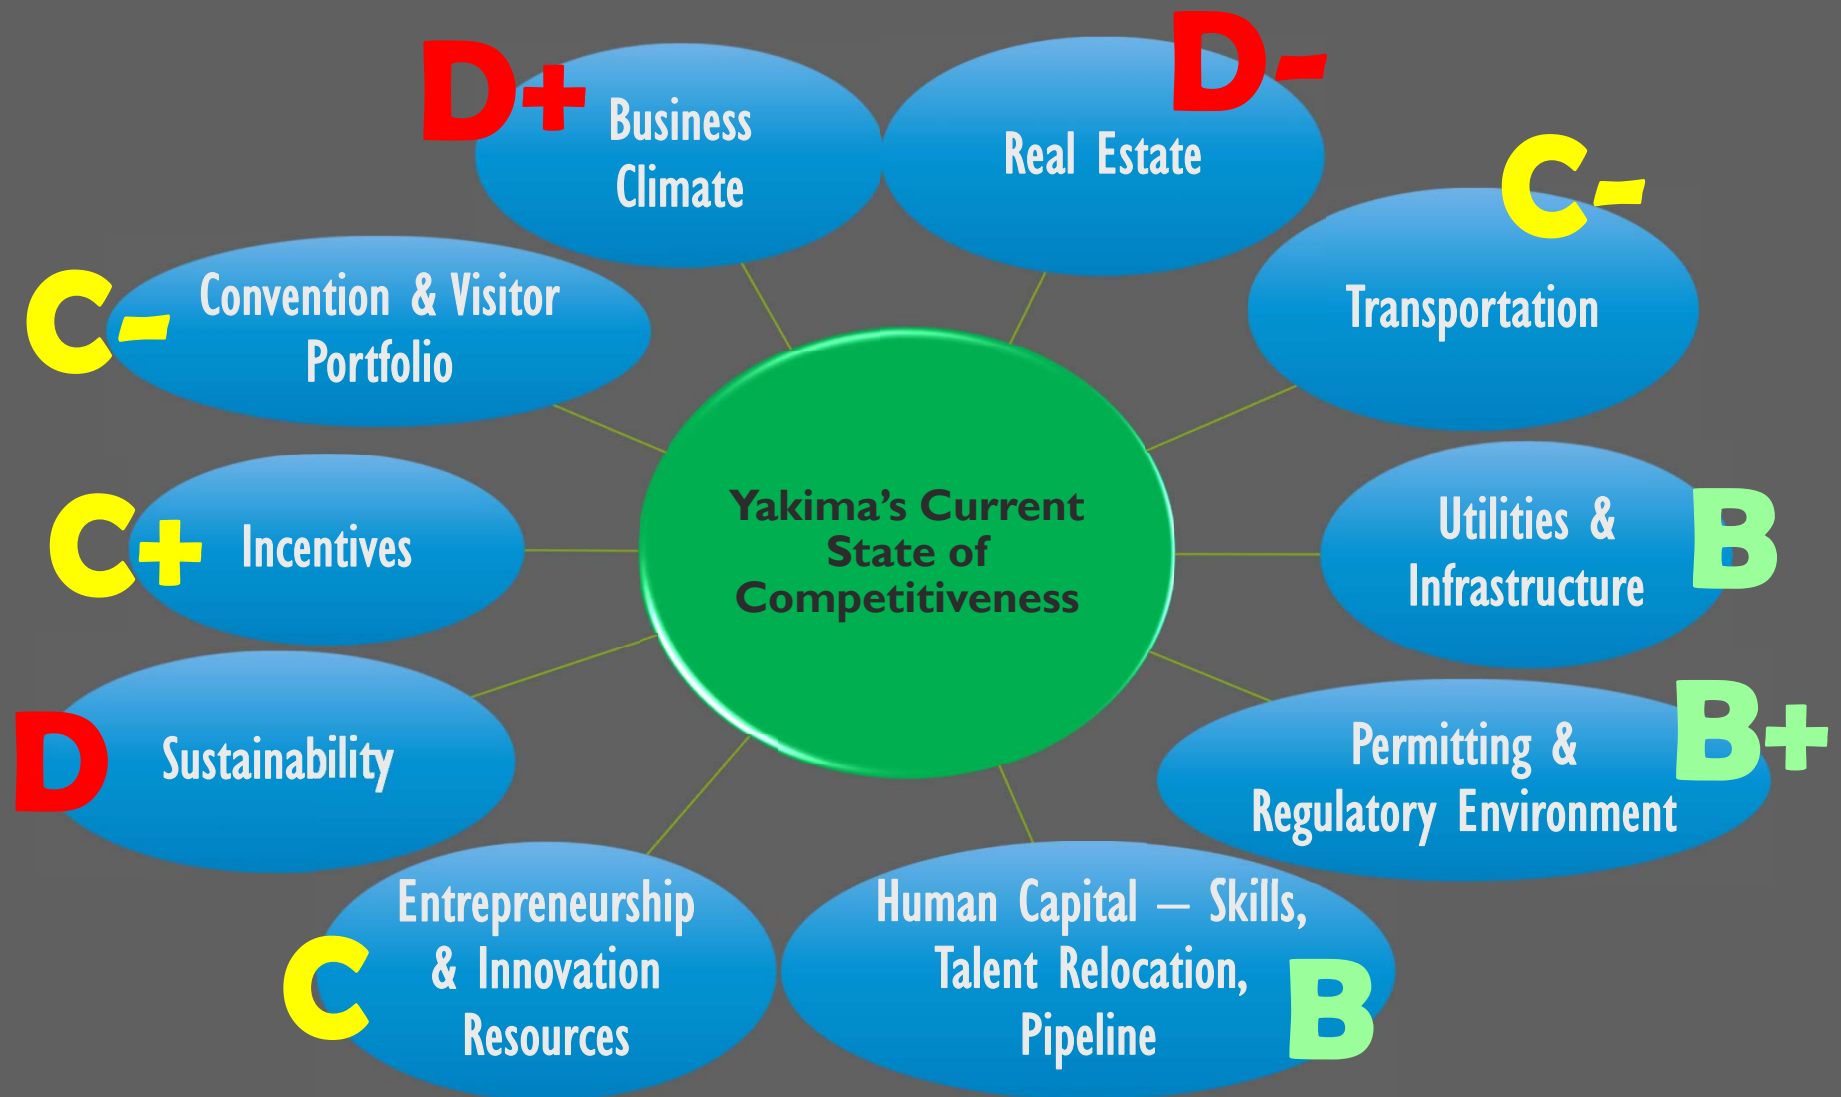 D+
Business
Climate
D-
Real Estate
C-
Transportation
C-
Convention & Visitor
Portfolio
Yakima’s Current
State of
Competitiveness
B
Utilities &
Infrastructure
C+
Incentives
B+
Permitting &
Regulatory Environment
D
Sustainability
C
Entrepreneurship
& Innovation
Resources
Human Capital – Skills,
Talent Relocation,
Pipeline
B